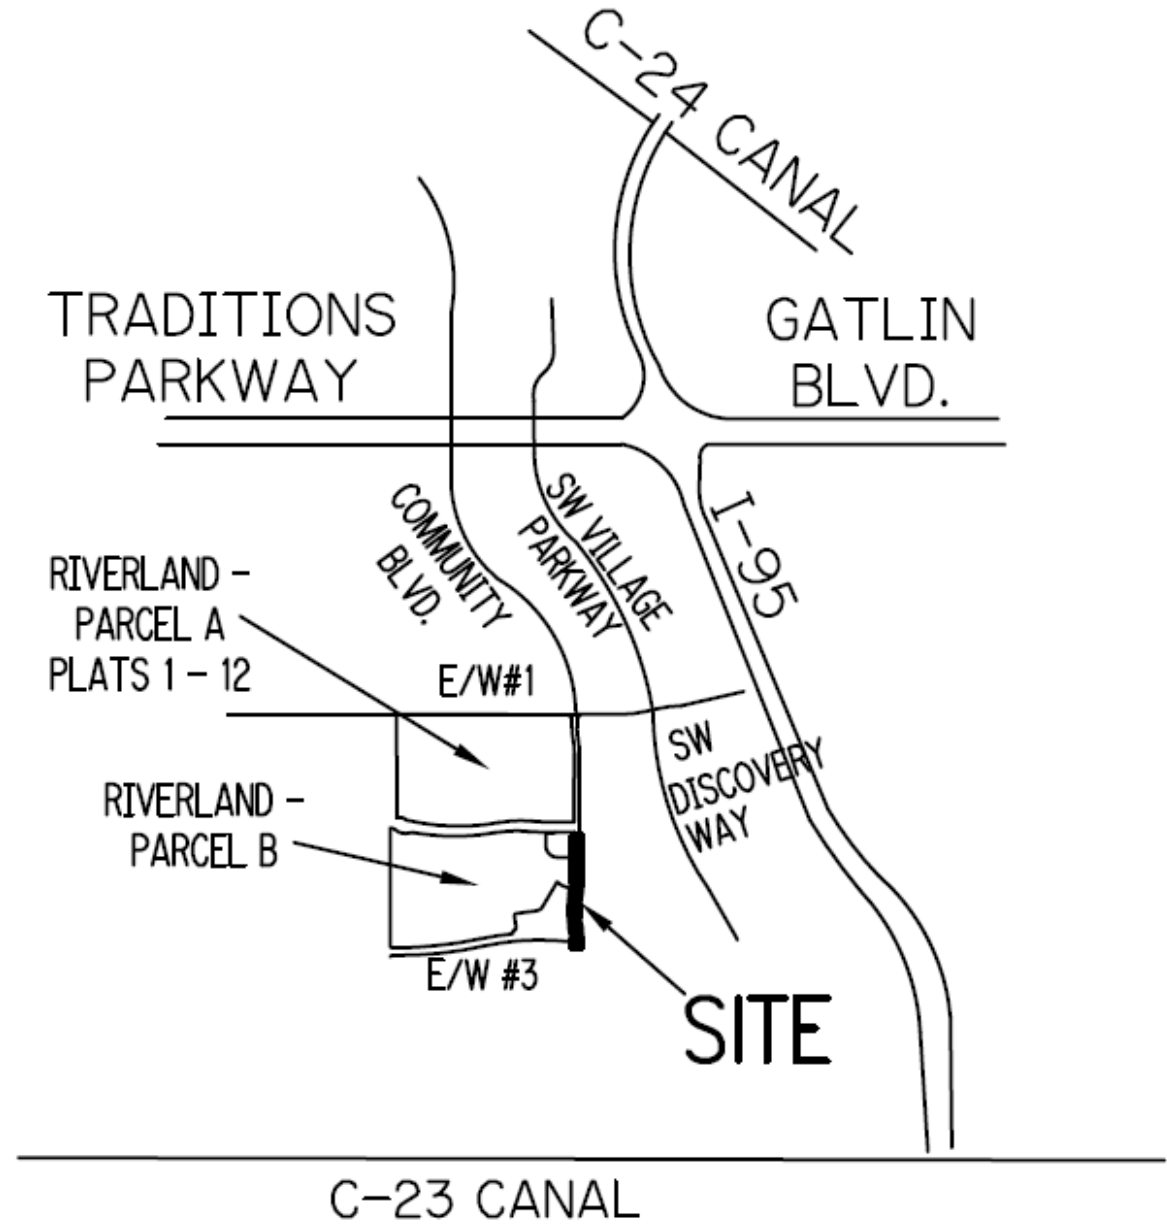 C-24 CANAL
TRADITIONS
PARKWAY
GATLIN
BLVD.
COMMUNITY
BLVD.
SW VILLAGE
PARKWAY
I-95
RIVERLAND -
PARCEL A
PLATS 1 - 12
E/W#1
SW
DISCOVERY
WAY
RIVERLAND -
PARCEL B
E/W #3
SITE
C-23 CANAL